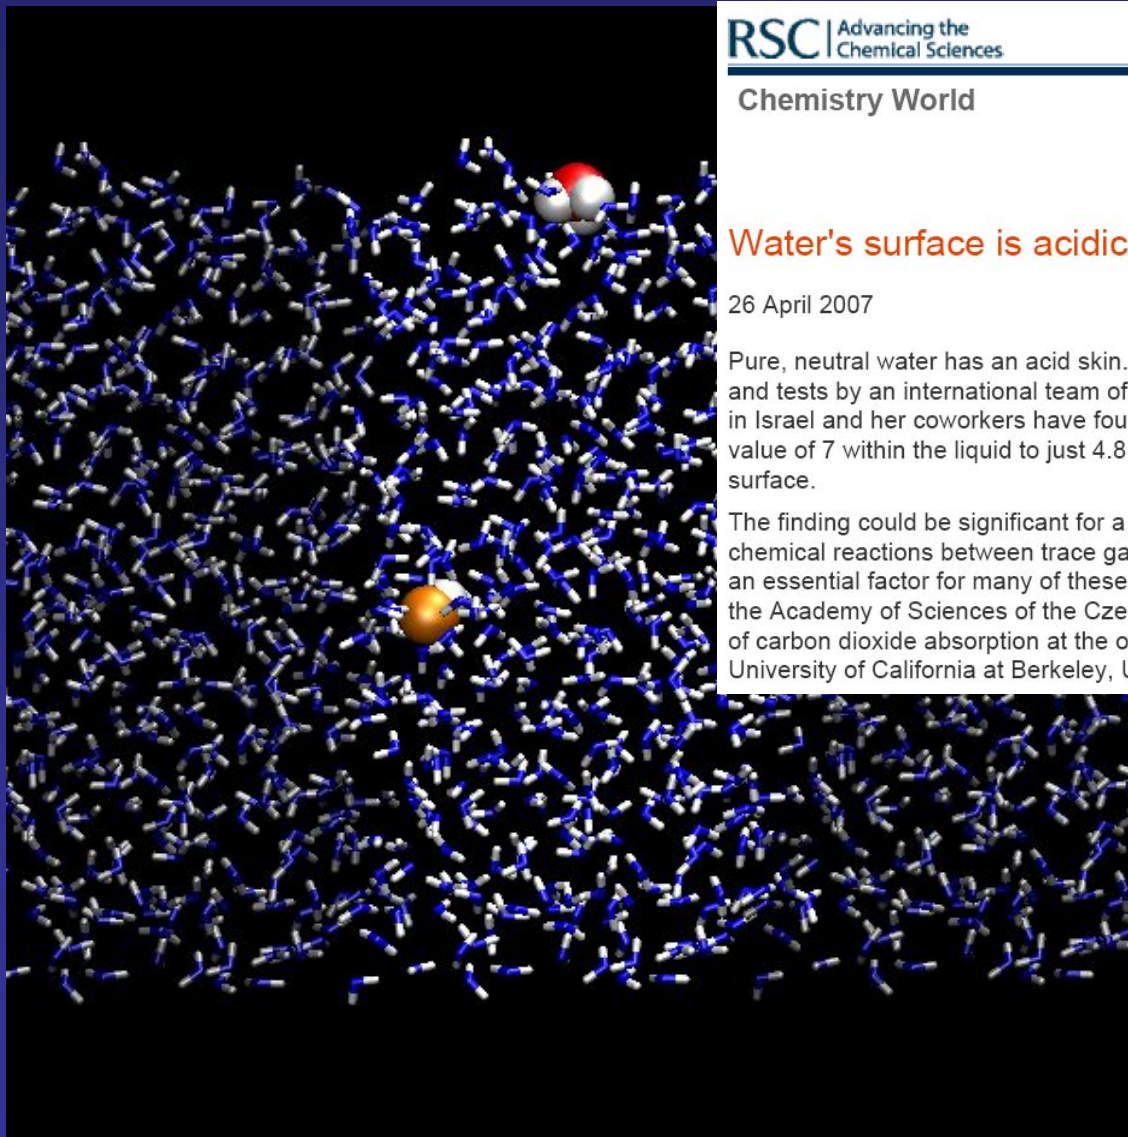 RSC Advancing the
Chemical Sciences
Chemistry World
Water's surface is acidic
26 April 2007
Pure, neutral water has an acid skin.
and tests by an international team of
in Israel and her coworkers have fou
value of 7 within the liquid to just 4.8
surface.
The finding could be significant for a
chemical reactions between trace ga
an essential factor for many of these
the Academy of Sciences of the Cze
of carbon dioxide absorption at the o
University of California at Berkeley, U